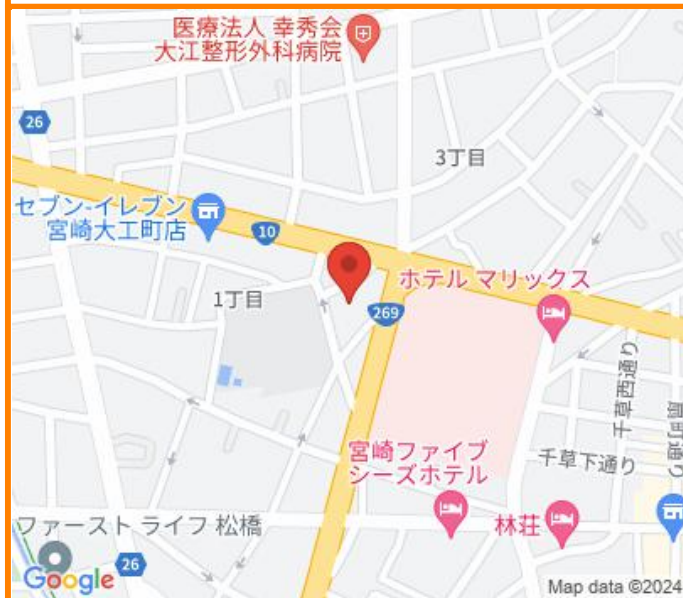 医療法人 幸秀会
大江整形外科病院
26
3丁目
セブン-イレブン
宮崎大工町店
10
1丁目
ホテル マリックス
269
千草西通り
宮崎ファイブ
シーズホテル
千草下通り
ファースト ライフ 松橋
林荘
26
Google
Map data ©2024